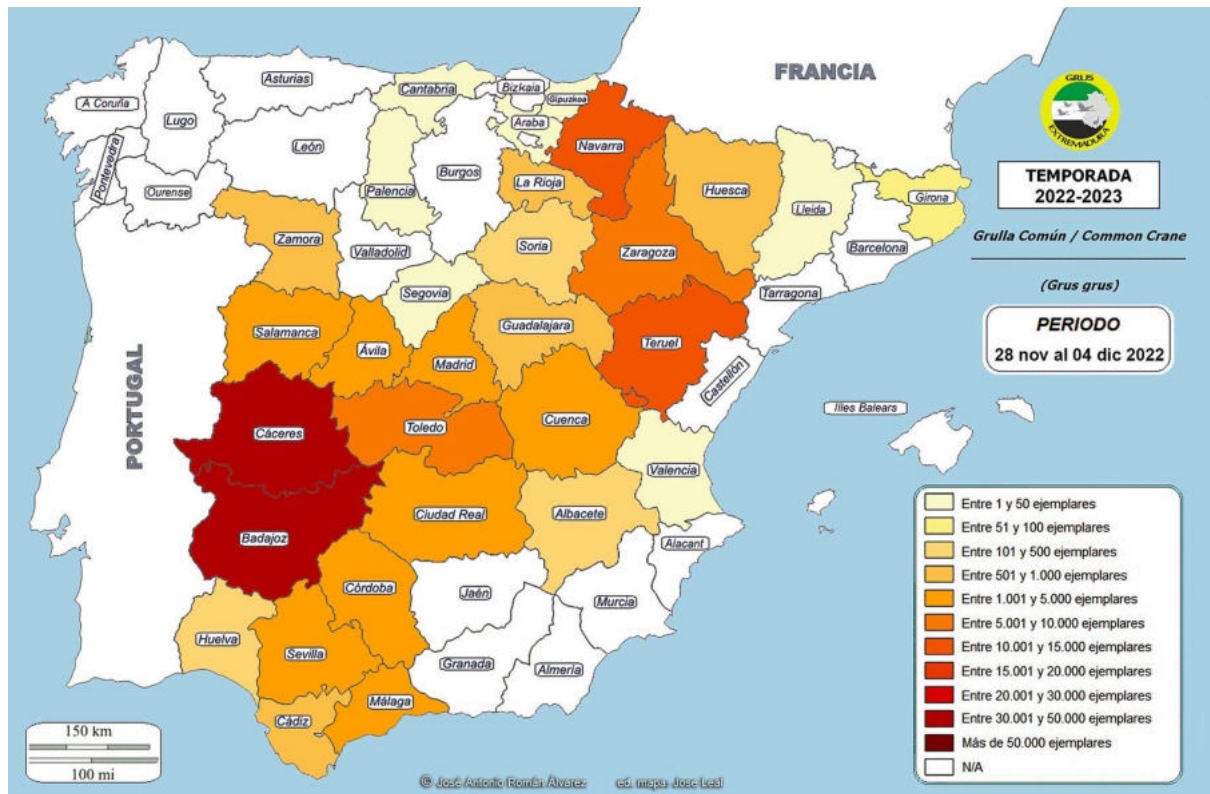 FRANCIA
GRUS
EXTREMADURA
TEMPORADA
2022-2023
Grulla Común / Common Crane
(Grus grus)
PERIODO
28 nov al 04 dic 2022
A Coruña
Lugo
Asturias
Cantabria
Bizkaia
Gipuzkoa
Araba
Navarra
Pontevedra
Ourense
León
Palencia
Burgos
La Rioja
Huesca
Lleida
Girona
Zamora
Valladolid
Soria
Zaragoza
Barcelona
Segovia
Tarragona
Salamanca
Ávila
Madrid
Guadalajara
Teruel
Castellón
PORTUGAL
Cáceres
Toledo
Cuenca
Valencia
Illes Balears
Badajoz
Ciudad Real
Albacete
Alacant
Córdoba
Jaén
Murcia
Huelva
Sevilla
Granada
Almería
Cádiz
Málaga
Entre 1 y 50 ejemplares
Entre 51 y 100 ejemplares
Entre 101 y 500 ejemplares
Entre 501 y 1.000 ejemplares
Entre 1.001 y 5.000 ejemplares
Entre 5.001 y 10.000 ejemplares
Entre 10.001 y 15.000 ejemplares
Entre 15.001 y 20.000 ejemplares
Entre 20.001 y 30.000 ejemplares
Entre 30.001 y 50.000 ejemplares
Más de 50.000 ejemplares
N/A
150 km
100 mi
© José Antonio Román Álvarez ed. mapa: Jose Leal